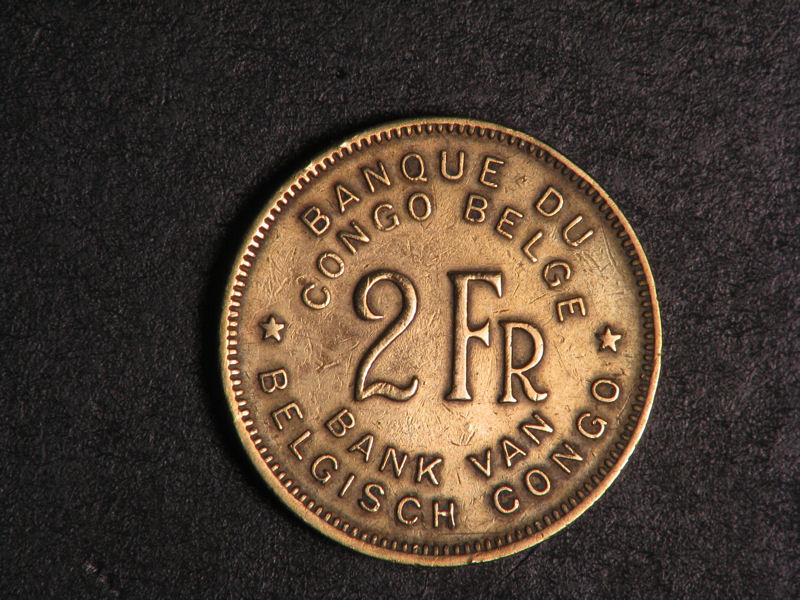 BANQUE DU
CONGO BELGE
2 FR
BANK VAN
BELGISCH CONGO